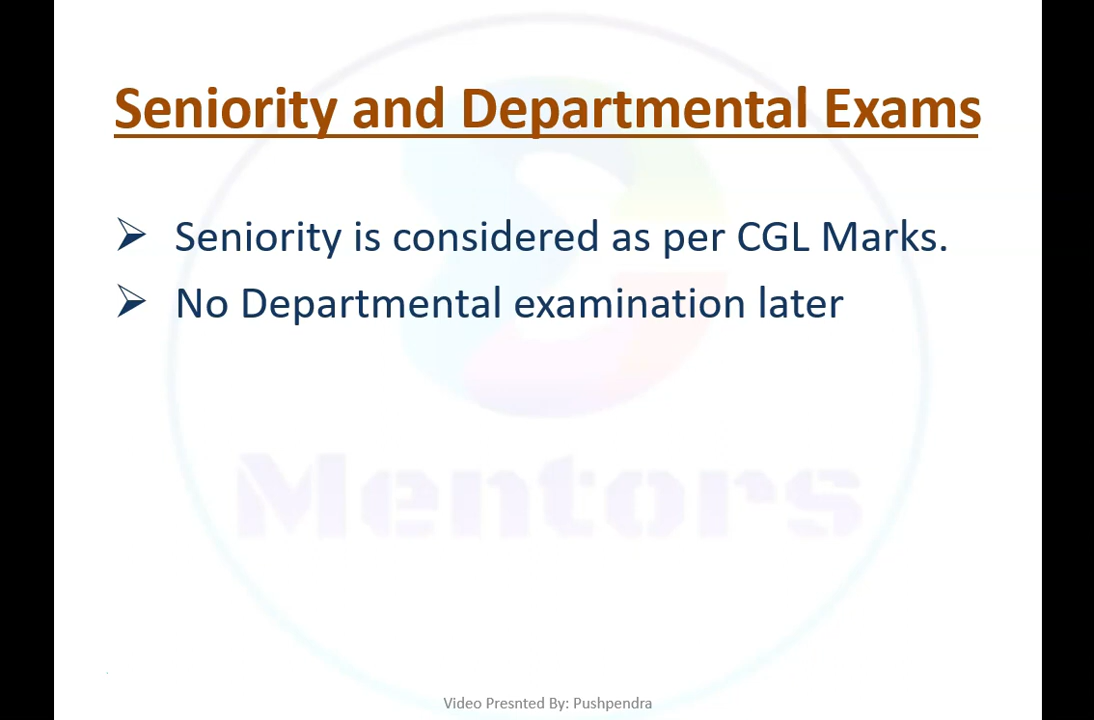 Seniority and Departmental Exams
➢ Seniority is considered as per CGL Marks.
➢ No Departmental examination later
Mentors
Video Presnted By: Pushpendra